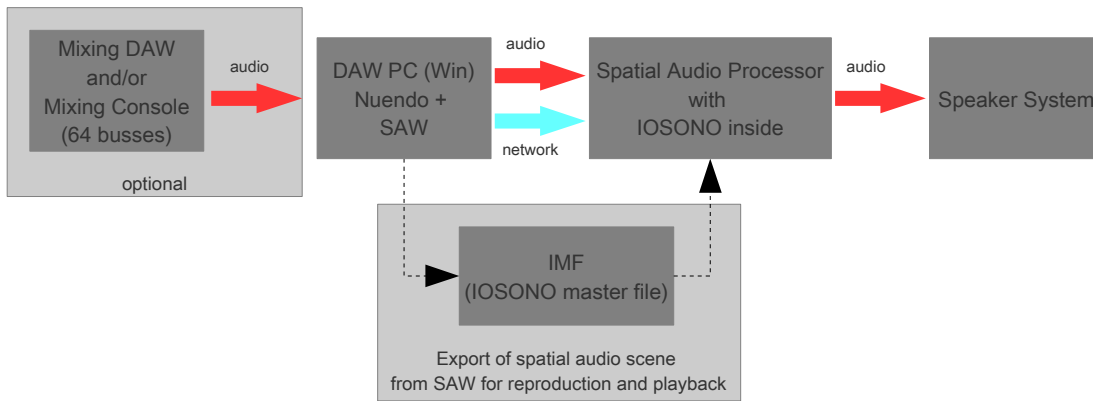 Mixing DAW
and/or
Mixing Console
(64 busses)
optional
audio
DAW PC (Win)
Nuendo +
SAW
audio
network
Spatial Audio Processor
with
IOSONO inside
audio
Speaker System
IMF
(IOSONO master file)
Export of spatial audio scene
from SAW for reproduction and playback